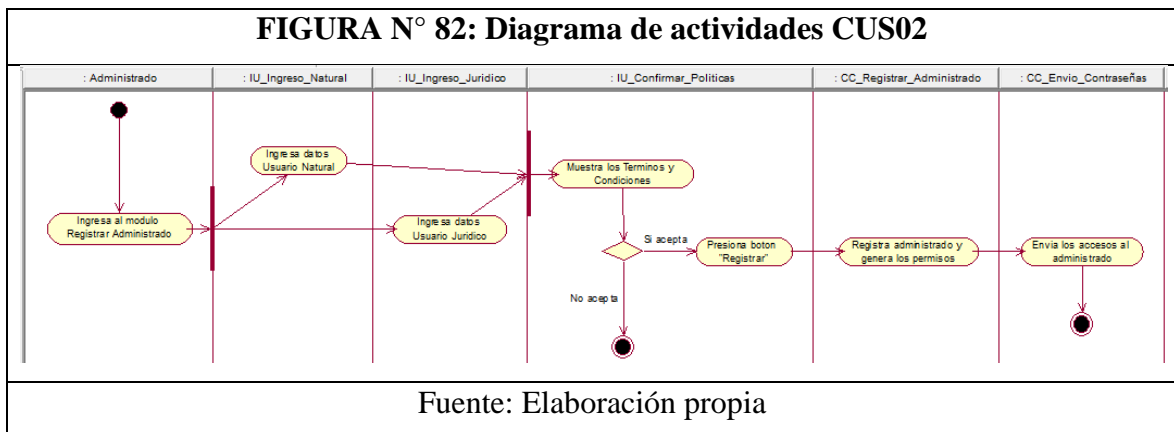 FIGURA N° 82: Diagrama de actividades CUS02
: Administrado
: IU_Ingreso_Natural
: IU_Ingreso_Juridico
: IU_Confirmar_Politicas
: CC_Registrar_Administrado
: CC_Envio_Contraseñas
Ingresa al modulo
Registrar Administrado
Ingresa datos
Usuario Natural
Ingresa datos
Usuario Juridico
Muestra los Terminos y
Condiciones
Si acepta
No acepta
Presiona boton
"Registrar"
Registra administrado y
genera los permisos
Envia los accesos al
administrado
Fuente: Elaboración propia